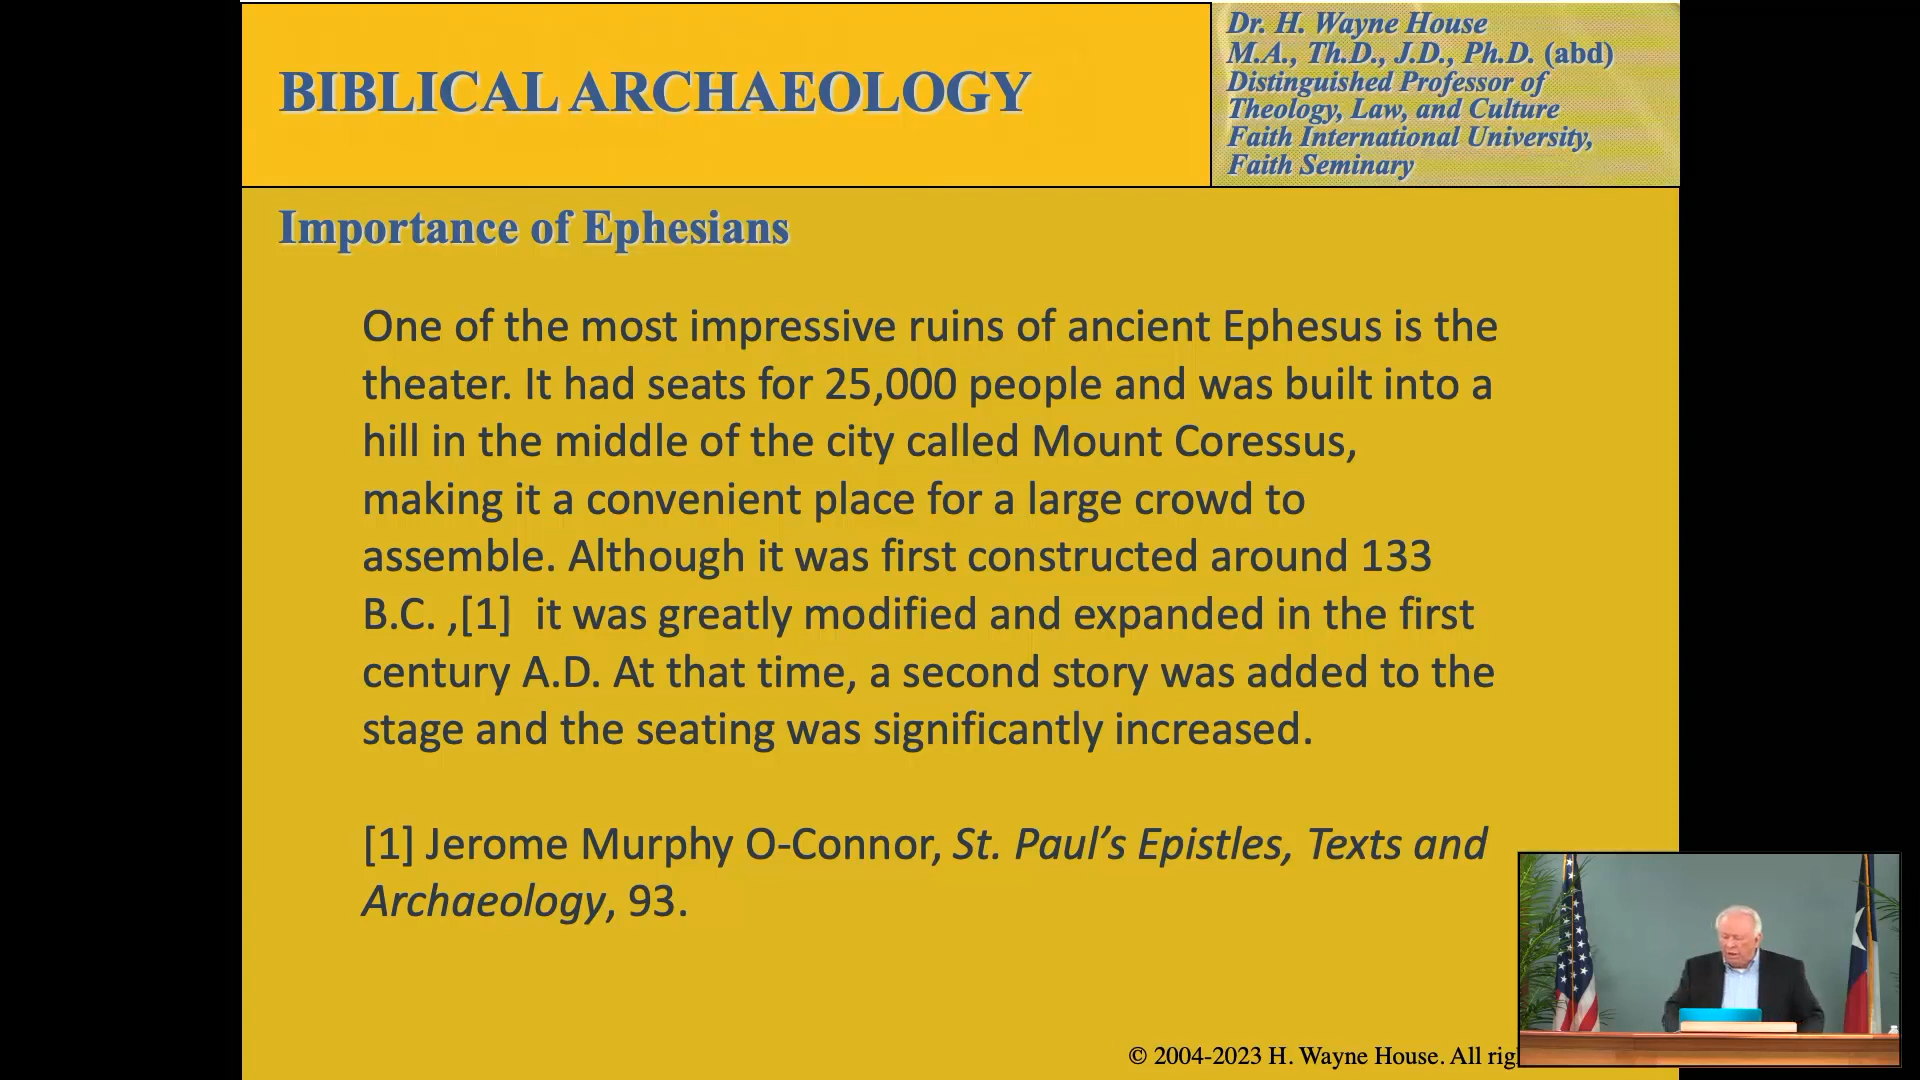 BIBLICAL ARCHAEOLOGY
Dr. H. Wayne House
M.A., Th.D., J.D., Ph.D. (abd)
Distinguished Professor of
Theology, Law, and Culture
Faith International University,
Faith Seminary
Importance of Ephesians
One of the most impressive ruins of ancient Ephesus is the
theater. It had seats for 25,000 people and was built into a
hill in the middle of the city called Mount Coressus,
making it a convenient place for a large crowd to
assemble. Although it was first constructed around 133
B.C. ,[1]  it was greatly modified and expanded in the first
century A.D. At that time, a second story was added to the
stage and the seating was significantly increased.
[1] Jerome Murphy O-Connor, St. Paul’s Epistles, Texts and
Archaeology, 93.
© 2004-2023 H. Wayne House. All